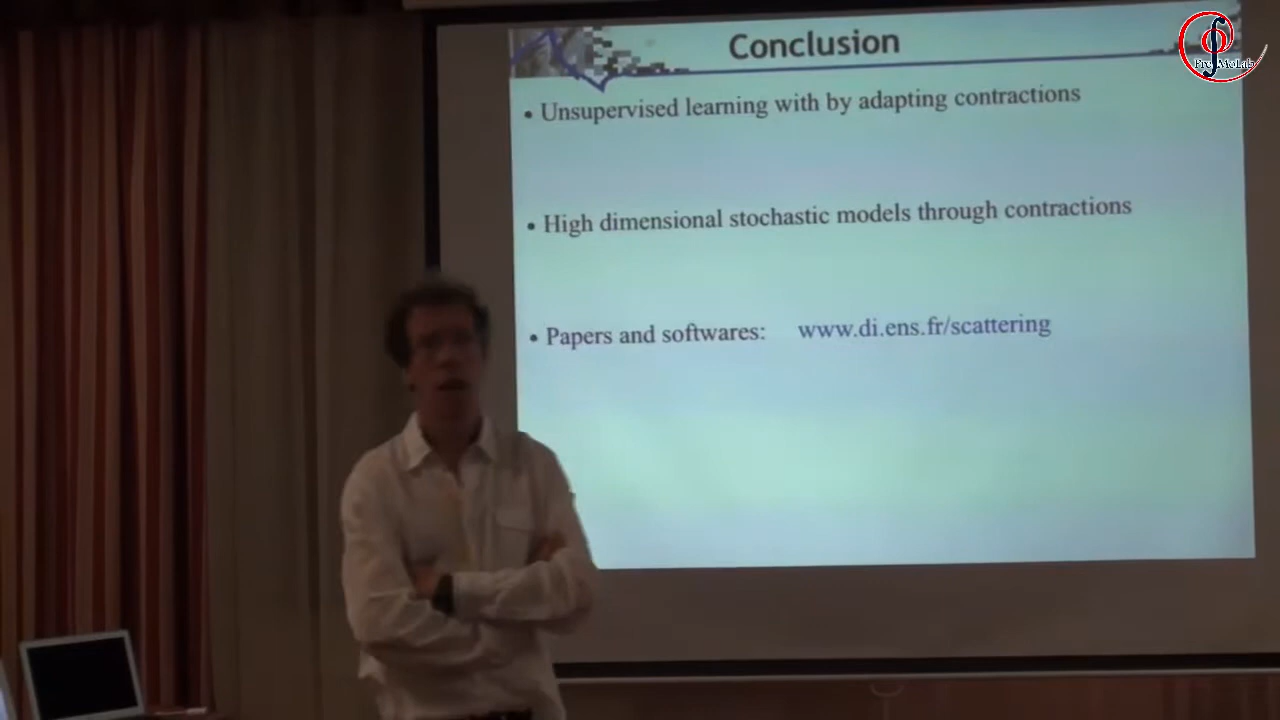 Conclusion
• Unsupervised learning with by adapting contractions
• High dimensional stochastic models through contractions
• Papers and softwares: www.di.ens.fr/scattering
PreMoLab